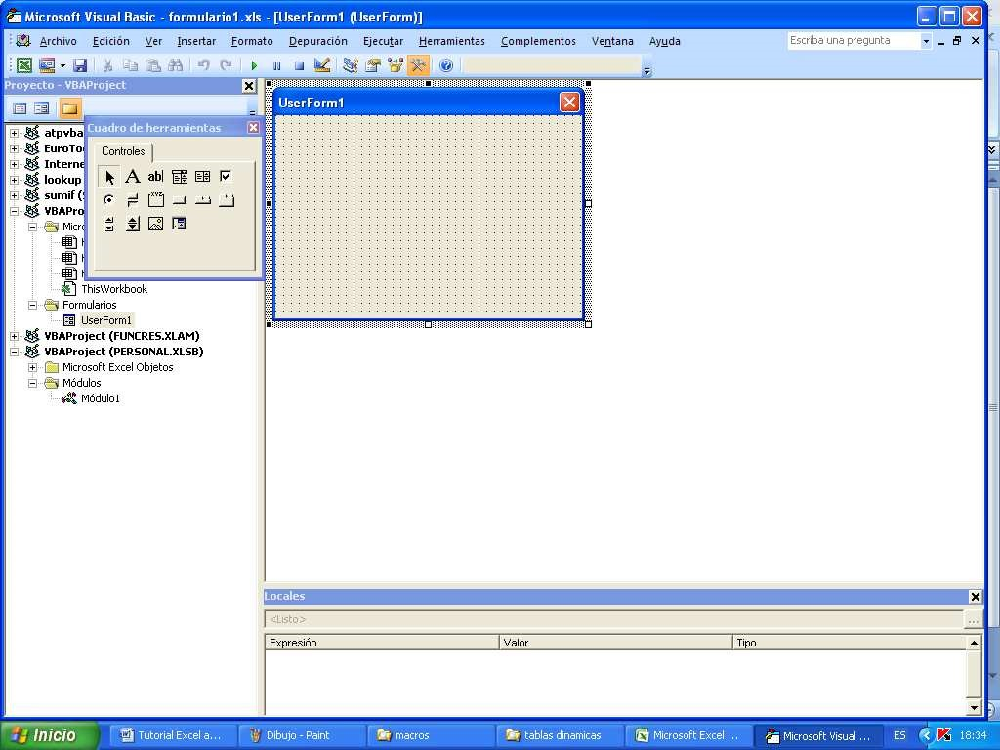 Microsoft Visual Basic - formulario1.xls - [UserForm1 (UserForm)]
Archivo Edición Ver Insertar Formato Depuración Ejecutar Herramientas Complementos Ventana Ayuda
Escriba una pregunta
Proyecto - VBAProject
UserForm1
Cuadro de herramientas
Controles
ab|
xyz
atpvba
EuroToo
Interne
lookup
sumif (
VBAPro
Micro
ThisWorkbook
Formularios
UserForm1
VBAProject (FUNCRES.XLAM)
VBAProject (PERSONAL.XLSB)
Microsoft Excel Objetos
Módulos
Módulo1
Locales
<Listo>
...
Expresión Valor Tipo
Inicio
Tutorial Excel a...
Dibujo - Paint
macros
tablas dinamicas
Microsoft Excel ...
Microsoft Visual ...
ES
18:34